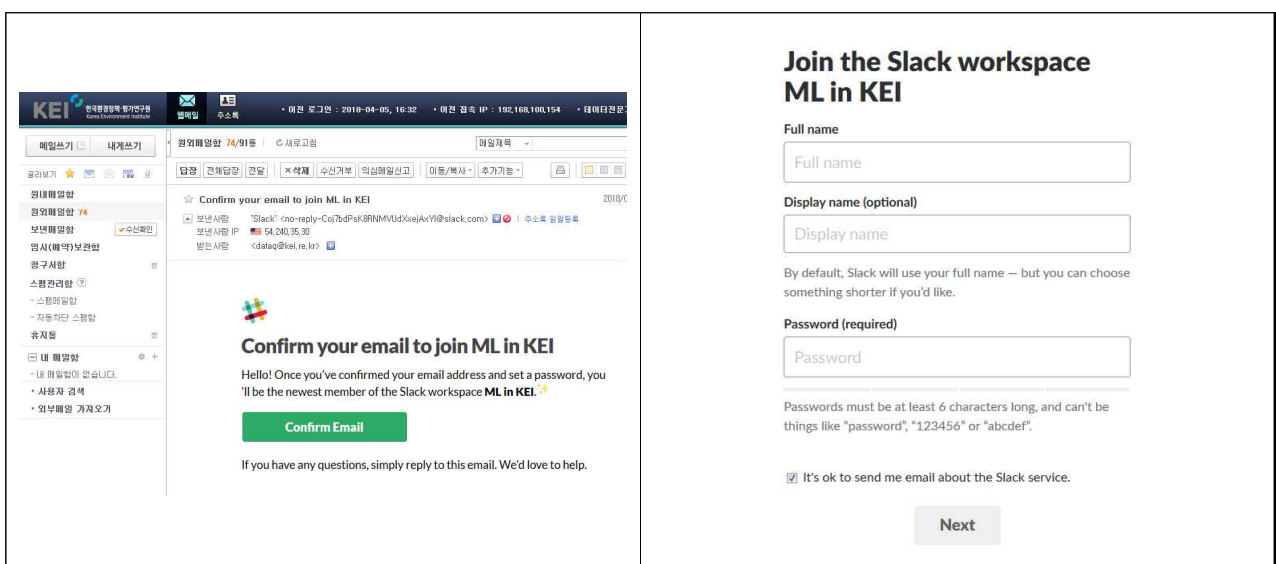 KEI 한국환경정책·평가연구원
Korea Environment Institute
웹메일
주소록
• 이전 로그인 : 2018-04-05, 16:32
• 이전 접속 IP : 192,168,100,154
• 데이터전문
메일쓰기
내게쓰기
골라보기
원내메일함
원외메일함 74
보낸메일함
수신확인
임시(예약)보관함
청구서함
스팸관리함 ?
- 스팸메일함
- 자동차단 스팸함
휴지통
내 메일함
- 내 메일함이 없습니다.
• 사용자 검색
• 외부메일 가져오기
원외메일함 74/91통
새로고침
메일제목
답장 전체답장 전달 ×삭제 수신거부 의심메일신고 이동/복사 추가기능
Confirm your email to join ML in KEI
보낸사람 "Slack" <no-reply-Coj7bdPsK8RNMVUdXxejAxYl@slack,com>
주소록 일괄등록
보낸사람 IP 54,240,35,30
받는사람 <dataq@kei,re,kr>
Confirm your email to join ML in KEI
Hello! Once you've confirmed your email address and set a password, you
'll be the newest member of the Slack workspace ML in KEI.
Confirm Email
If you have any questions, simply reply to this email. We'd love to help.
Join the Slack workspace
ML in KEI
Full name
Full name
Display name (optional)
Display name
By default, Slack will use your full name — but you can choose
something shorter if you'd like.
Password (required)
Password
Passwords must be at least 6 characters long, and can't be
things like "password", "123456" or "abcdef".
It's ok to send me email about the Slack service.
Next